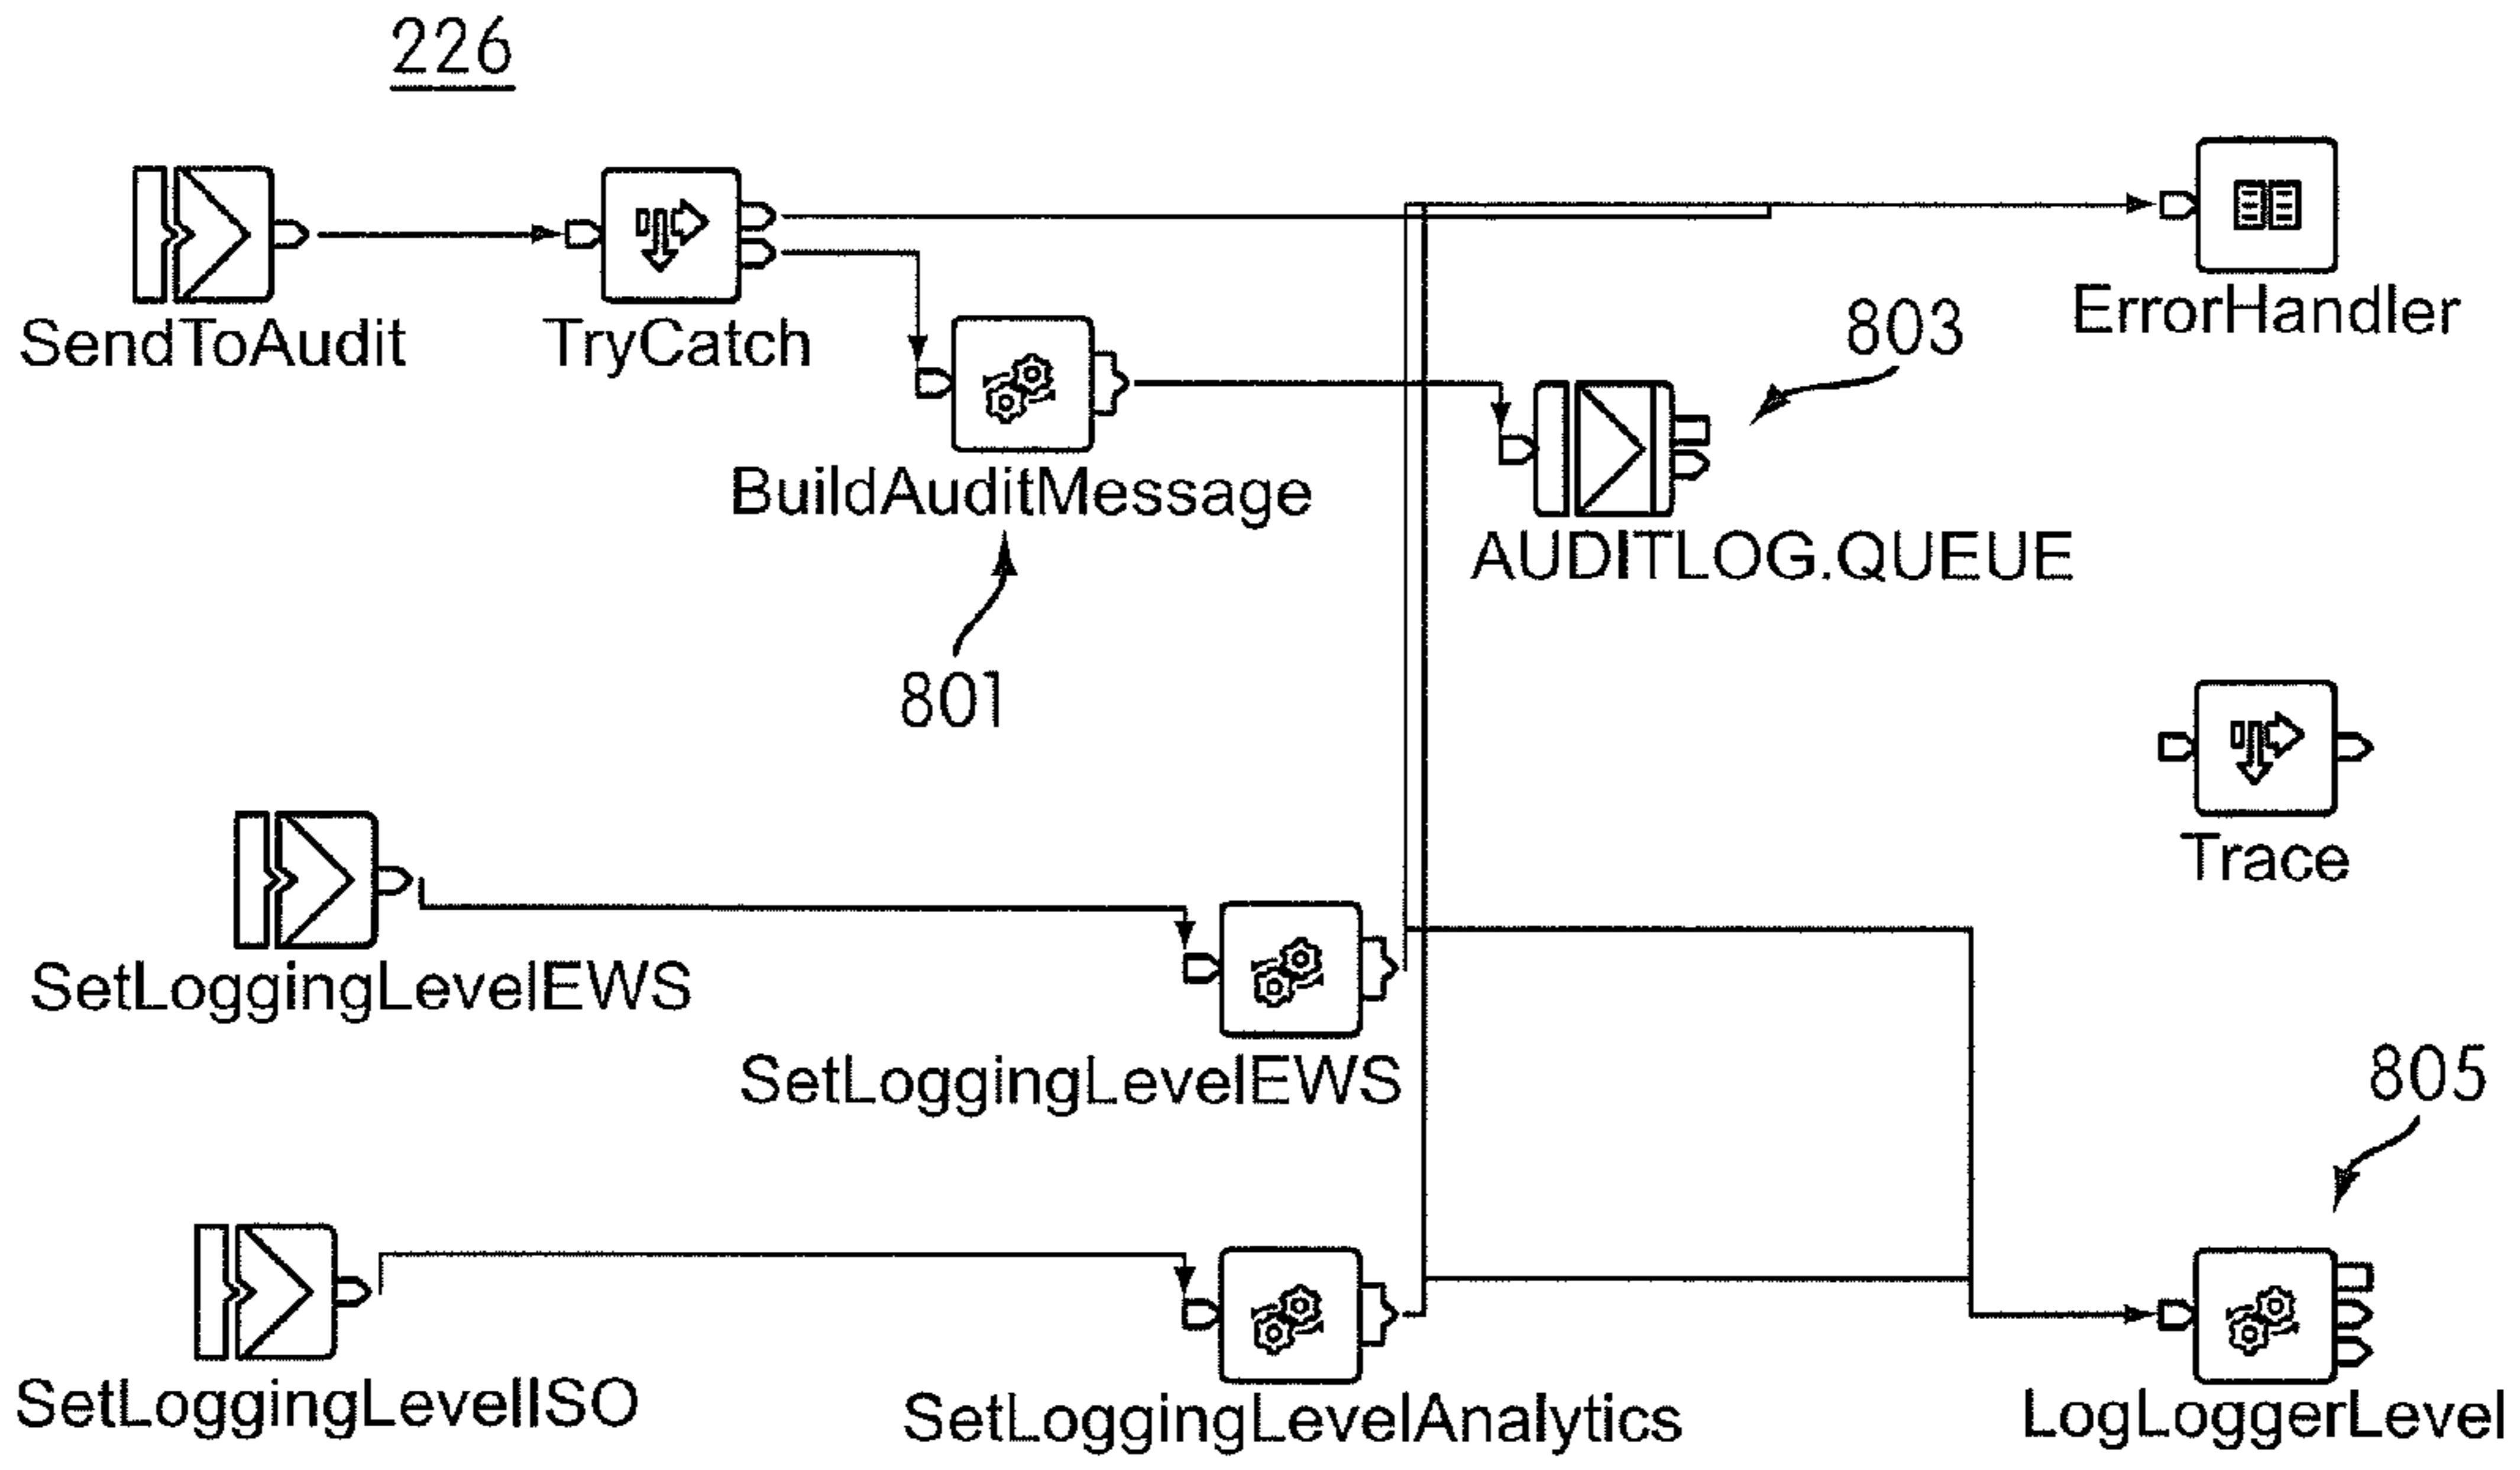 226
SendToAudit
TryCatch
ErrorHandler
803
BuildAuditMessage
AUDITLOG.QUEUE
801
Trace
SetLoggingLevelEWS
SetLoggingLevelEWS
805
SetLoggingLevelISO
SetLoggingLevelAnalytics
LogLoggerLevel